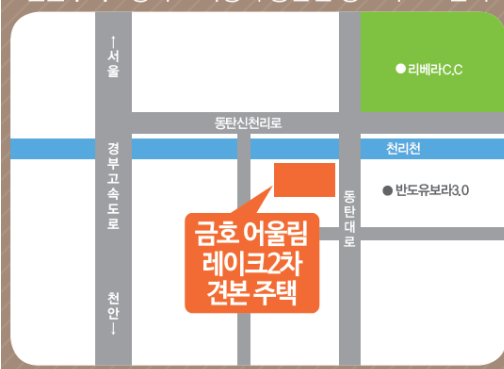 ←서울
리베라C.C
동탄신천리로
경부고속도로
천리천
반도유보라3.0
동탄대로
금호 어울림
레이크2차
견본 주택
천안→